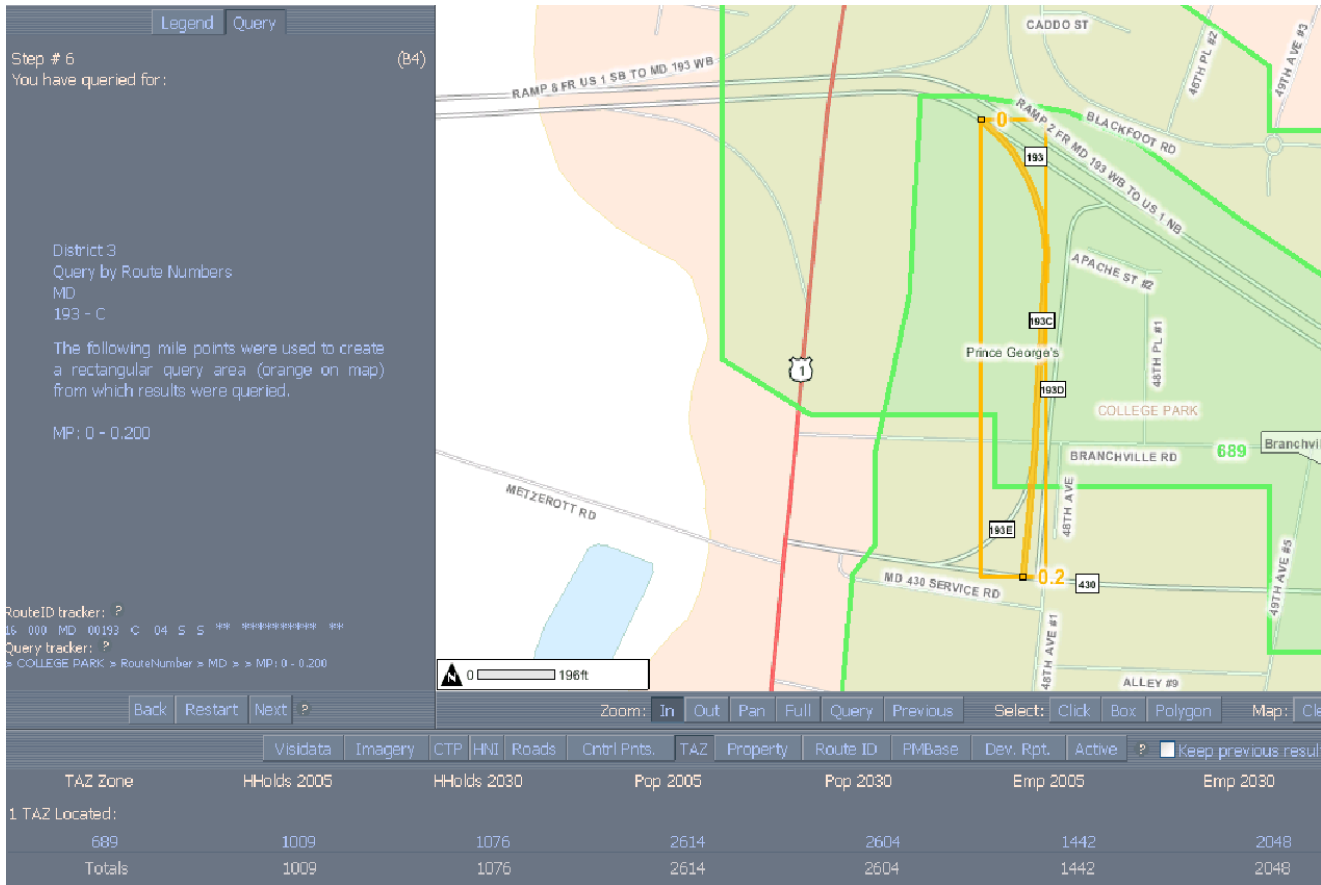 Legend Query
Step # 6 (B4)
You have queried for:
District 3
Query by Route Numbers
MD
193 - C
The following mile points were used to create
a rectangular query area (orange on map)
from which results were queried.
MP: 0 - 0.200
RouteID tracker: ?
16 000 MD 00193 C 04 S S ** *********** **
Query tracker: ?
> COLLEGE PARK > RouteNumber > MD > > MP: 0 - 0.200
Back Restart Next ?
CADDO ST
48TH PL #2
49TH AVE #3
RAMP 8 FR US 1 SB TO MD 193 WB
0
RAMP 2 FR MD 193 WB TO US 1 NB
BLACKFOOT RD
193
APACHE ST #2
193C
48TH PL #1
Prince George's
1
193D
COLLEGE PARK
689
Branchvil
BRANCHVILLE RD
METZEROTT RD
48TH AVE
193E
49TH AVE #5
MD 430 SERVICE RD
0.2
430
48TH AVE #1
ALLEY #9
N 0 196ft
Zoom: In Out Pan Full Query Previous Select: Click Box Polygon Map: Cle
Visidata Imagery CTP HNI Roads Cntrl Pnts. TAZ Property Route ID PMBase Dev. Rpt. Active ? Keep previous resul
TAZ Zone HHolds 2005 HHolds 2030 Pop 2005 Pop 2030 Emp 2005 Emp 2030
1 TAZ Located:
689 1009 1076 2614 2604 1442 2048
Totals 1009 1076 2614 2604 1442 2048